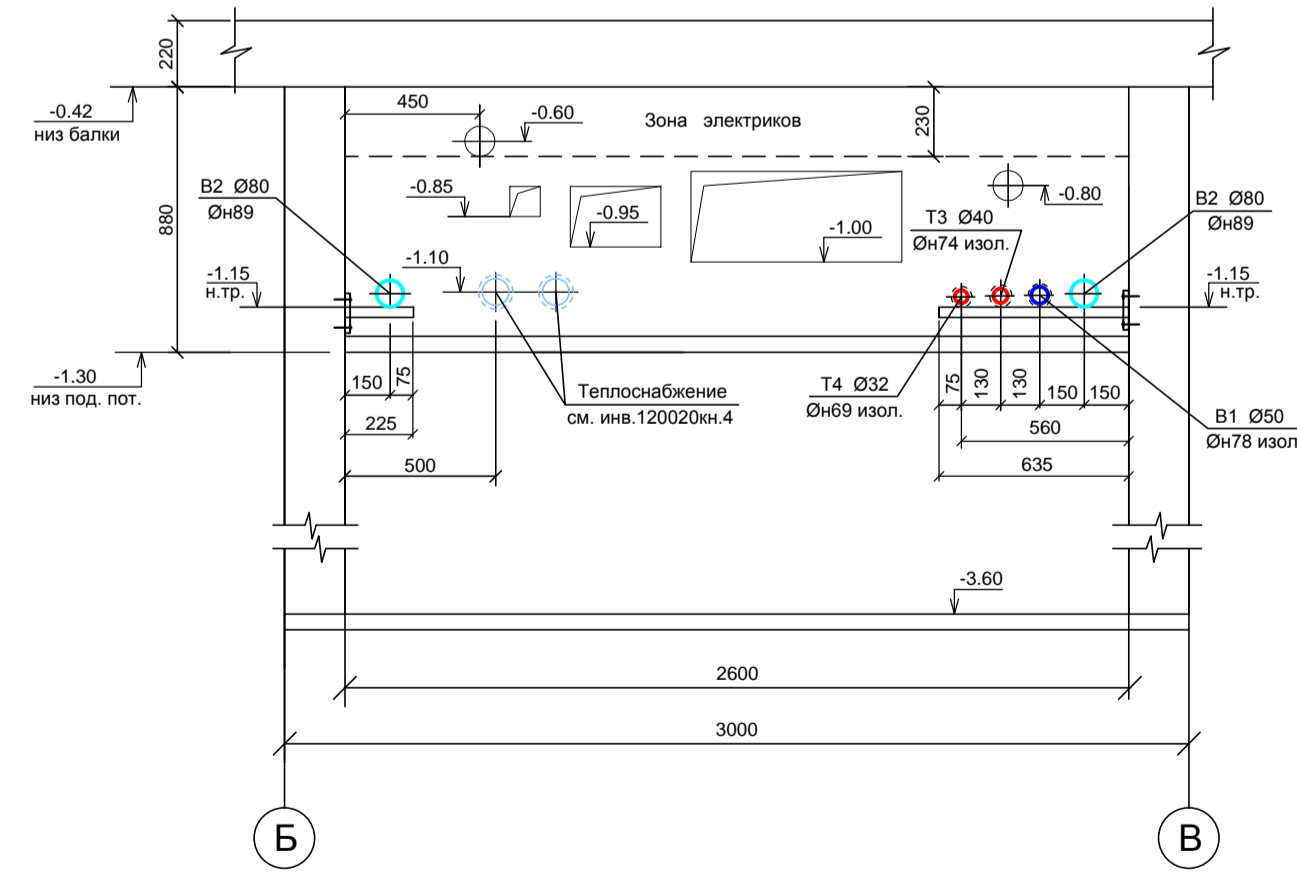 220
-0.42
низ балки
450
-0.60
Зона электриков
230
880
В2 Ø80
Øн89
-0.85
-0.95
-1.00
-0.80
Т3 Ø40
Øн74 изол.
В2 Ø80
Øн89
-1.15
н.тр.
-1.10
-1.15
н.тр.
-1.30
низ под. пот.
150
75
225
500
Теплоснабжение
см. инв.120020кн.4
Т4 Ø32
Øн69 изол.
75
130
130
150
150
560
635
В1 Ø50
Øн78 изол
-3.60
2600
3000
Б
В